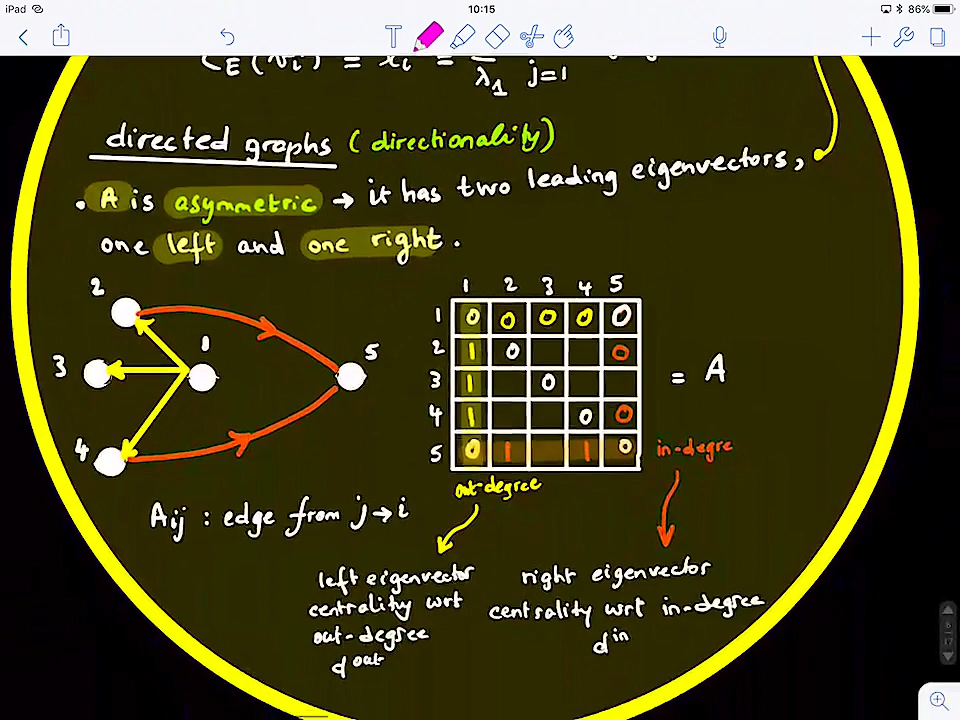 iPad 10:15 86%
T
directed graphs (directionality)
. A is asymmetric → it has two leading eigenvectors,
one left and one right.
2
3
4
1
5
1 2 3 4 5
1 0 0 0 0 0
2 1 0 0
3 1 0
4 1 0 0
5 0 1 1 0
= A
in-degre
out-degree
Aij : edge from j → i
left eigenvector
centrality wrt
out-degree
d out
right eigenvector
centrality wrt in-degree
d in